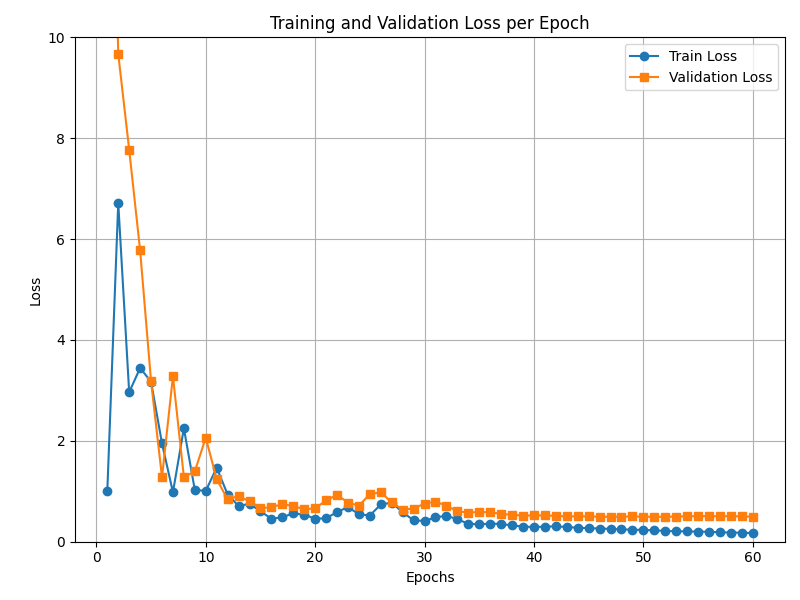 Training and Validation Loss per Epoch
Train Loss
Validation Loss
10
8
6
4
2
0
Loss
0 10 20 30 40 50 60
Epochs